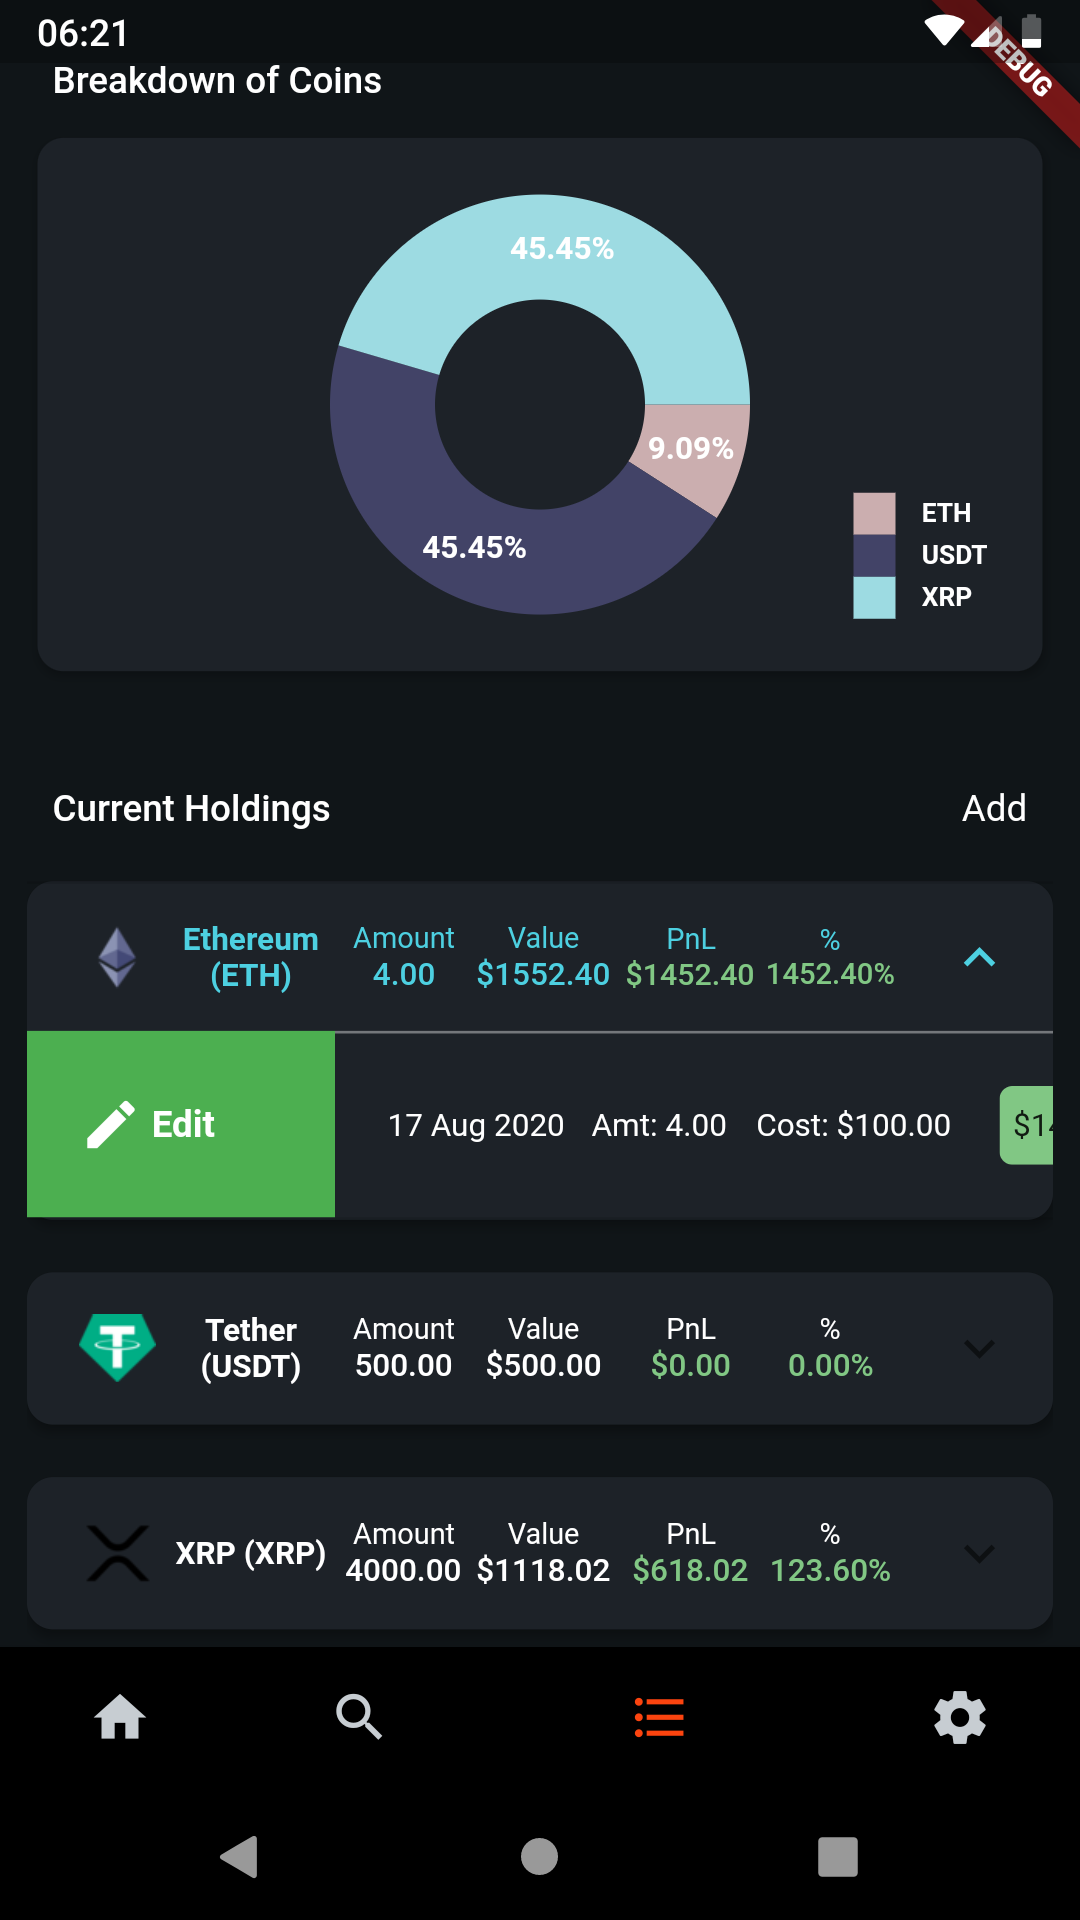 06:21
DEBUG
Breakdown of Coins
45.45%
9.09%
45.45%
ETH
USDT
XRP
Current Holdings
Add
Ethereum (ETH)
Amount Value PnL %
4.00 $1552.40 $1452.40 1452.40%
Edit
17 Aug 2020 Amt: 4.00 Cost: $100.00
Tether (USDT)
Amount Value PnL %
500.00 $500.00 $0.00 0.00%
XRP (XRP)
Amount Value PnL %
4000.00 $1118.02 $618.02 123.60%